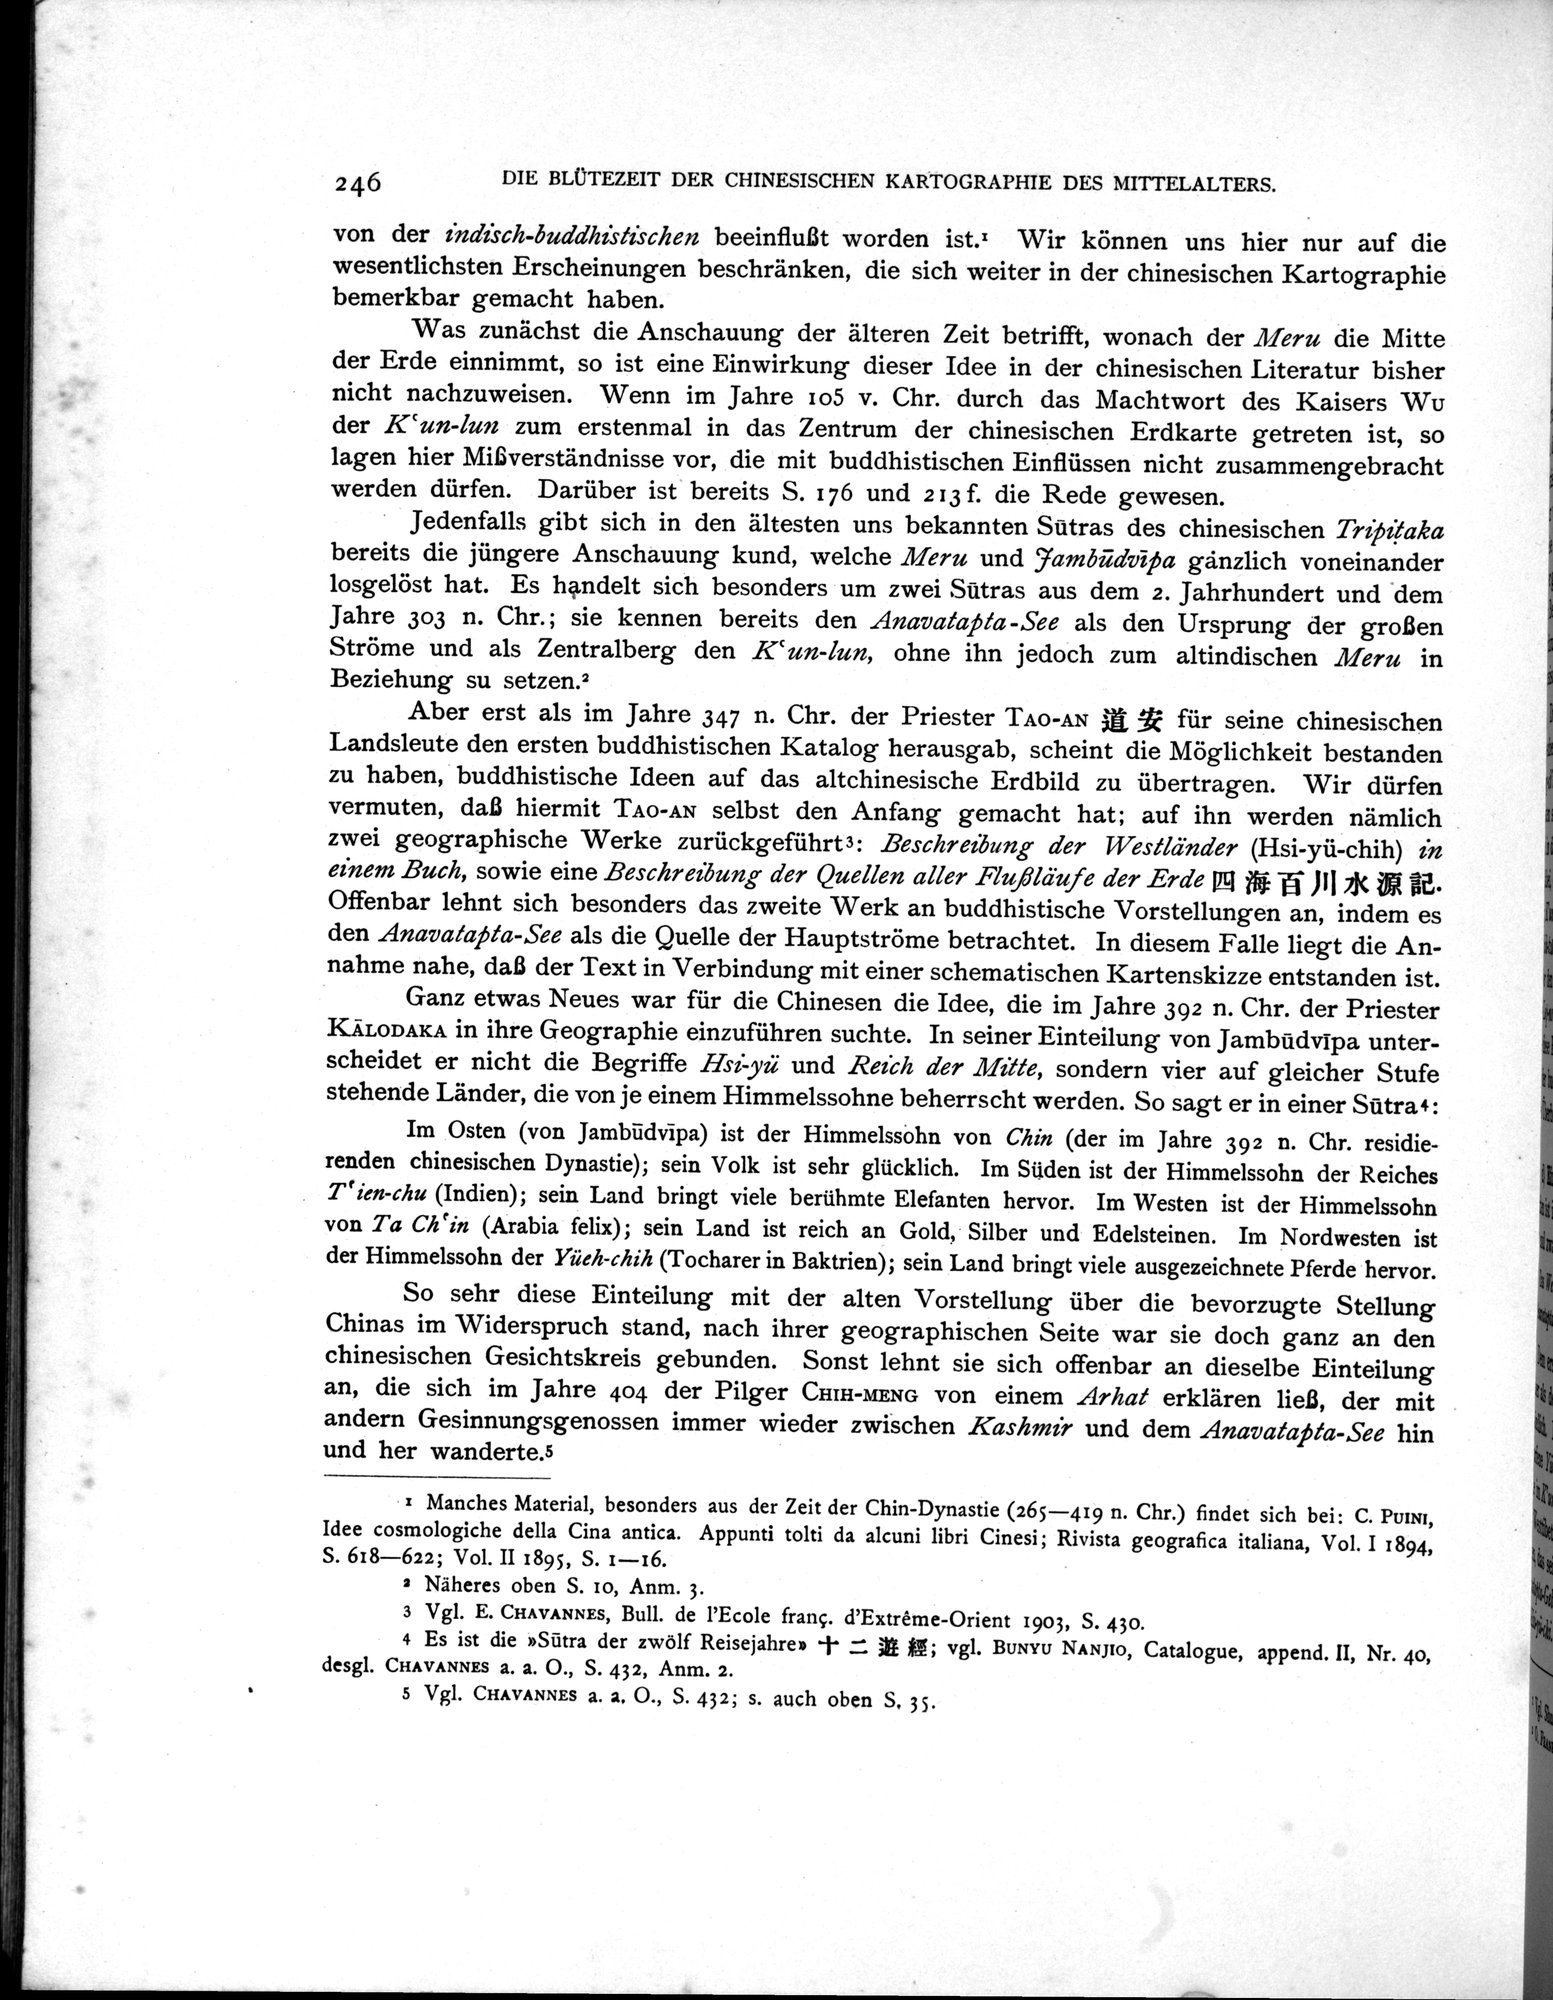 246 DIE BLÜTEZEIT DER CHINESISCHEN KARTOGRAPHIE DES MITTELALTERS.
von der indisch-buddhistischen beeinflußt worden ist.¹ Wir können uns hier nur auf die
wesentlichsten Erscheinungen beschränken, die sich weiter in der chinesischen Kartographie
bemerkbar gemacht haben.
Was zunächst die Anschauung der älteren Zeit betrifft, wonach der Meru die Mitte
der Erde einnimmt, so ist eine Einwirkung dieser Idee in der chinesischen Literatur bisher
nicht nachzuweisen. Wenn im Jahre 105 v. Chr. durch das Machtwort des Kaisers WU
der Kʿun-lun zum erstenmal in das Zentrum der chinesischen Erdkarte getreten ist, so
lagen hier Mißverständnisse vor, die mit buddhistischen Einflüssen nicht zusammengebracht
werden dürfen. Darüber ist bereits S. 176 und 213 f. die Rede gewesen.
Jedenfalls gibt sich in den ältesten uns bekannten Sūtras des chinesischen Tripiṭaka
bereits die jüngere Anschauung kund, welche Meru und Jambūdvīpa gänzlich voneinander
losgelöst hat. Es handelt sich besonders um zwei Sūtras aus dem 2. Jahrhundert und dem
Jahre 303 n. Chr.; sie kennen bereits den Anavatapta-See als den Ursprung der großen
Ströme und als Zentralberg den Kʿun-lun, ohne ihn jedoch zum altindischen Meru in
Beziehung su setzen.²
Aber erst als im Jahre 347 n. Chr. der Priester TAO-AN 道安 für seine chinesischen
Landsleute den ersten buddhistischen Katalog herausgab, scheint die Möglichkeit bestanden
zu haben, buddhistische Ideen auf das altchinesische Erdbild zu übertragen. Wir dürfen
vermuten, daß hiermit TAO-AN selbst den Anfang gemacht hat; auf ihn werden nämlich
zwei geographische Werke zurückgeführt³: Beschreibung der Westländer (Hsi-yü-chih) in
einem Buch, sowie eine Beschreibung der Quellen aller Flußläufe der Erde 四海百川水源記.
Offenbar lehnt sich besonders das zweite Werk an buddhistische Vorstellungen an, indem es
den Anavatapta-See als die Quelle der Hauptströme betrachtet. In diesem Falle liegt die An-
nahme nahe, daß der Text in Verbindung mit einer schematischen Kartenskizze entstanden ist.
Ganz etwas Neues war für die Chinesen die Idee, die im Jahre 392 n. Chr. der Priester
KĀLODAKA in ihre Geographie einzuführen suchte. In seiner Einteilung von Jambūdvīpa unter-
scheidet er nicht die Begriffe Hsi-yü und Reich der Mitte, sondern vier auf gleicher Stufe
stehende Länder, die von je einem Himmelssohne beherrscht werden. So sagt er in einer Sūtra⁴:
Im Osten (von Jambūdvīpa) ist der Himmelssohn von Chin (der im Jahre 392 n. Chr. residie-
renden chinesischen Dynastie); sein Volk ist sehr glücklich. Im Süden ist der Himmelssohn der Reiches
Tʿien-chu (Indien); sein Land bringt viele berühmte Elefanten hervor. Im Westen ist der Himmelssohn
von Ta Chʿin (Arabia felix); sein Land ist reich an Gold, Silber und Edelsteinen. Im Nordwesten ist
der Himmelssohn der Yüeh-chih (Tocharer in Baktrien); sein Land bringt viele ausgezeichnete Pferde hervor.
So sehr diese Einteilung mit der alten Vorstellung über die bevorzugte Stellung
Chinas im Widerspruch stand, nach ihrer geographischen Seite war sie doch ganz an den
chinesischen Gesichtskreis gebunden. Sonst lehnt sie sich offenbar an dieselbe Einteilung
an, die sich im Jahre 404 der Pilger CHIH-MENG von einem Arhat erklären ließ, der mit
andern Gesinnungsgenossen immer wieder zwischen Kashmir und dem Anavatapta-See hin
und her wanderte.⁵
1 Manches Material, besonders aus der Zeit der Chin-Dynastie (265—419 n. Chr.) findet sich bei: C. PUINI,
Idee cosmologiche della Cina antica. Appunti tolti da alcuni libri Cinesi; Rivista geografica italiana, Vol. I 1894,
S. 618—622; Vol. II 1895, S. 1—16.
2 Näheres oben S. 10, Anm. 3.
3 Vgl. E. CHAVANNES, Bull. de l'Ecole franç. d'Extrême-Orient 1903, S. 430.
4 Es ist die »Sūtra der zwölf Reisejahre» 十二遊經; vgl. BUNYU NANJIO, Catalogue, append. II, Nr. 40,
desgl. CHAVANNES a. a. O., S. 432, Anm. 2.
5 Vgl. CHAVANNES a. a. O., S. 432; s. auch oben S. 35.